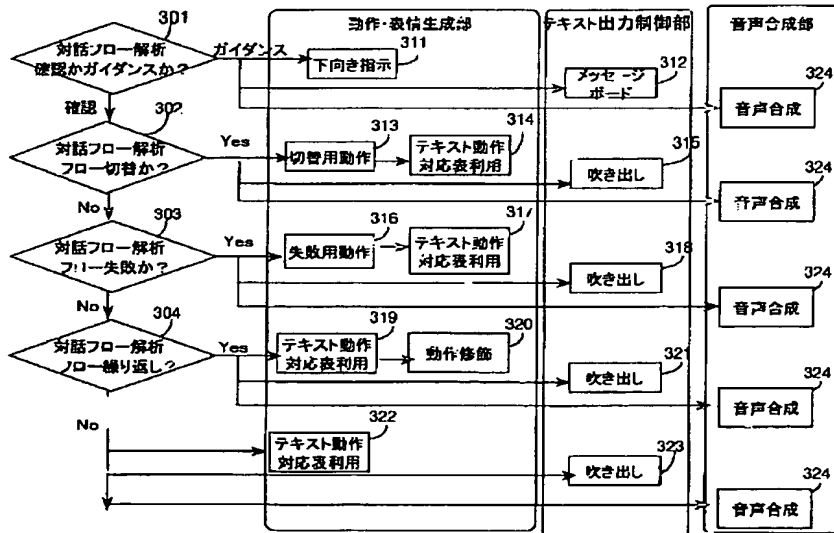 動作・表情生成部
テキスト出力制御部
音声合成部
301
対話フロー解析
確認かガイダンスか?
ガイダンス
311
下向き指示
312
メッセージ
ボード
324
音声合成
確認
302
対話フロー解析
フロー切替か?
Yes
313
切替用動作
314
テキスト動作
対応表利用
315
吹き出し
324
音声合成
No
303
対話フロー解析
フロー失敗か?
Yes
316
失敗用動作
317
テキスト動作
対応表利用
318
吹き出し
324
音声合成
No
304
対話フロー解析
フロー繰り返し?
Yes
319
テキスト動作
対応表利用
320
動作修飾
321
吹き出し
324
音声合成
No
322
テキスト動作
対応表利用
323
吹き出し
324
音声合成